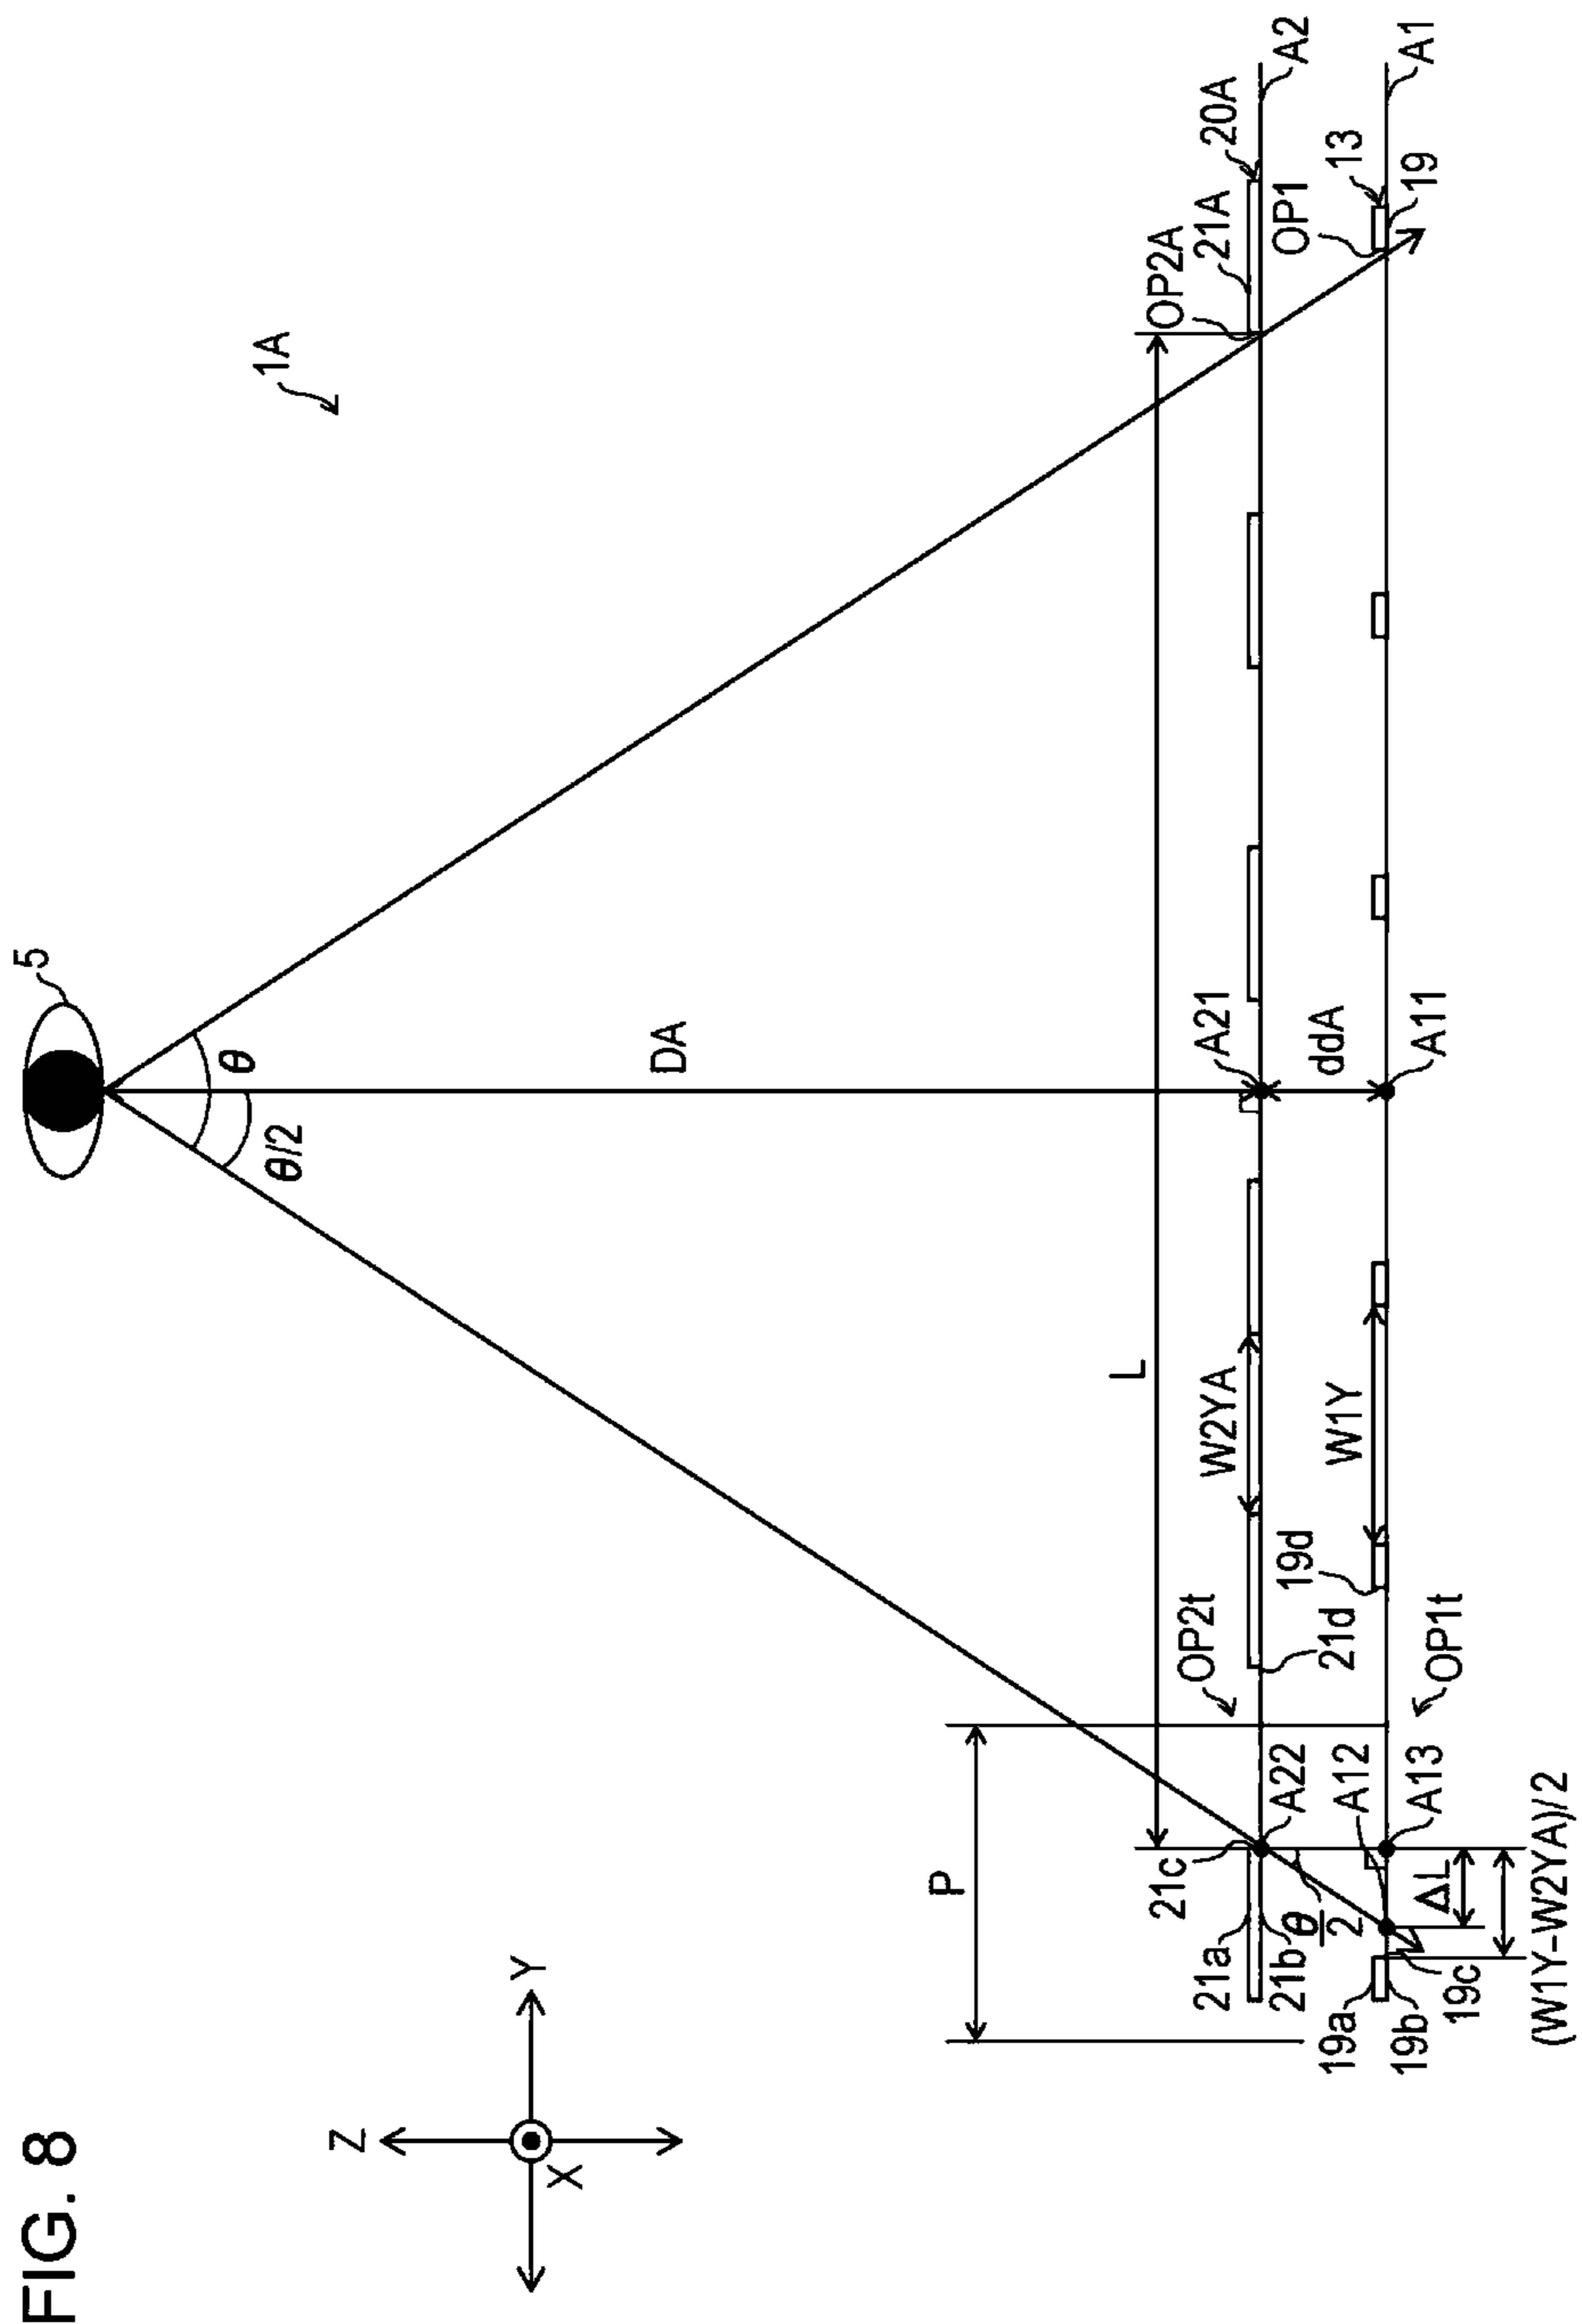 FIG. 8
5
1A
Z
Y
X
θ
θ/2
DA
L
P
OP2A
21A
20A
A2
OP1
13
19
A1
A21
ddA
A11
W2YA
W1Y
OP2t
19d
21d
OP1t
21c
A22
A12
A13
21a
21b
θ/2
ΔL
19a
19b
19c
(W1Y-W2YA)/2